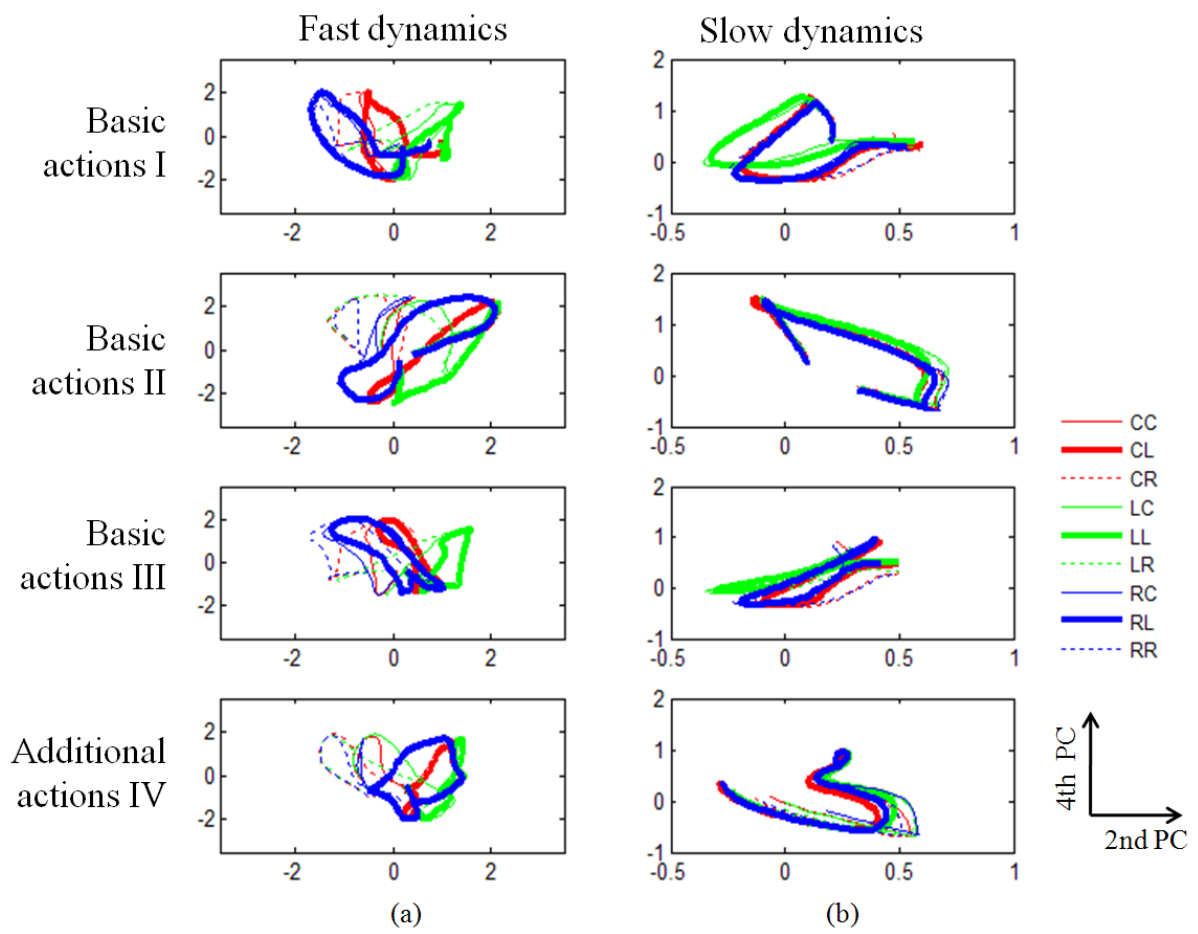 Fast dynamics
Slow dynamics
Basic
actions I
2
0
-2
-2
0
2
2
1
0
-1
-0.5
0
0.5
1
Basic
actions II
2
0
-2
-2
0
2
2
1
0
-1
-0.5
0
0.5
1
Basic
actions III
2
0
-2
-2
0
2
2
1
0
-1
-0.5
0
0.5
1
Additional
actions IV
2
0
-2
-2
0
2
2
1
0
-1
-0.5
0
0.5
1
CC
CL
CR
LC
LL
LR
RC
RL
RR
4th PC
2nd PC
(a)
(b)